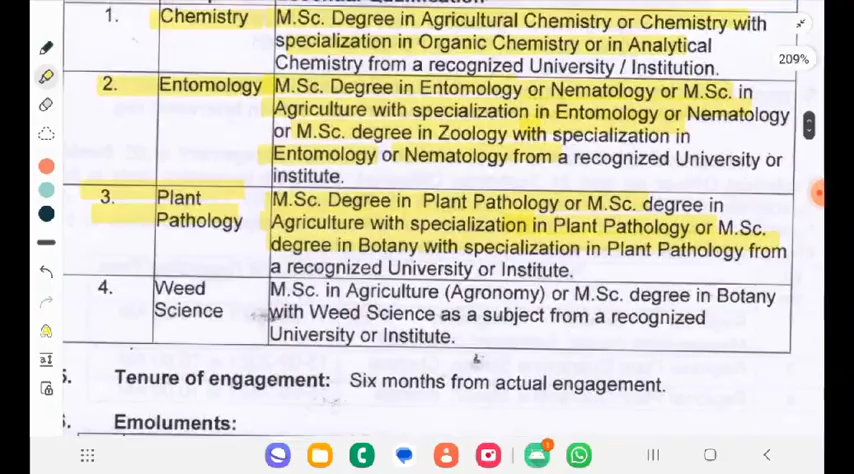 1. Chemistry M.Sc. Degree in Agricultural Chemistry or Chemistry with
specialization in Organic Chemistry or in Analytical
Chemistry from a recognized University / Institution.
209%
2. Entomology M.Sc. Degree in Entomology or Nematology or M.Sc. in
Agriculture with specialization in Entomology or Nematology
or M.Sc. degree in Zoology with specialization in
Entomology or Nematology from a recognized University or
institute.
3. Plant Pathology M.Sc. Degree in Plant Pathology or M.Sc. degree in
Agriculture with specialization in Plant Pathology or M.Sc.
degree in Botany with specialization in Plant Pathology from
a recognized University or Institute.
4. Weed Science M.Sc. in Agriculture (Agronomy) or M.Sc. degree in Botany
with Weed Science as a subject from a recognized
University or Institute.
5. Tenure of engagement: Six months from actual engagement.
Emoluments:
1